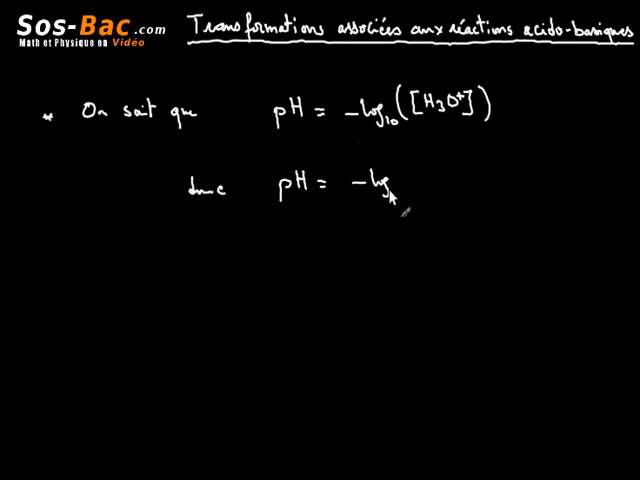 Sos-Bac.com
Math et Physique en Vidéo
Transformations associées aux réactions acido-basiques
* On sait que pH = -log₁₀([H₃O⁺])
donc pH = -log